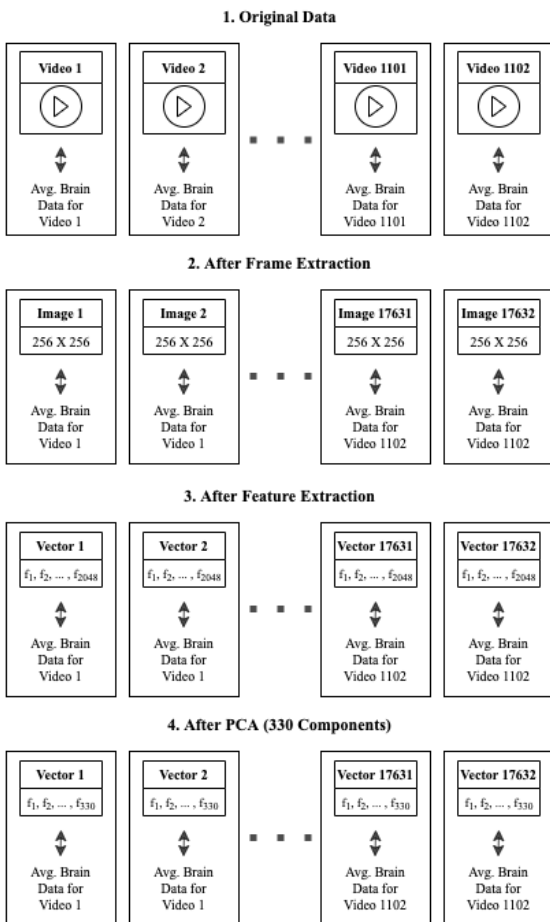 1. Original Data
Video 1
Video 2
Video 1101
Video 1102
Avg. Brain
Data for
Video 1
Avg. Brain
Data for
Video 2
Avg. Brain
Data for
Video 1101
Avg. Brain
Data for
Video 1102
2. After Frame Extraction
Image 1
256 X 256
Avg. Brain
Data for
Video 1
Image 2
256 X 256
Avg. Brain
Data for
Video 1
Image 17631
256 X 256
Avg. Brain
Data for
Video 1102
Image 17632
256 X 256
Avg. Brain
Data for
Video 1102
3. After Feature Extraction
Vector 1
f₁, f₂, ... , f₂₀₄₈
Avg. Brain
Data for
Video 1
Vector 2
f₁, f₂, ... , f₂₀₄₈
Avg. Brain
Data for
Video 1
Vector 17631
f₁, f₂, ... , f₂₀₄₈
Avg. Brain
Data for
Video 1102
Vector 17632
f₁, f₂, ... , f₂₀₄₈
Avg. Brain
Data for
Video 1102
4. After PCA (330 Components)
Vector 1
f₁, f₂, ... , f₃₃₀
Avg. Brain
Data for
Video 1
Vector 2
f₁, f₂, ... , f₃₃₀
Avg. Brain
Data for
Video 1
Vector 17631
f₁, f₂, ... , f₃₃₀
Avg. Brain
Data for
Video 1102
Vector 17632
f₁, f₂, ... , f₃₃₀
Avg. Brain
Data for
Video 1102